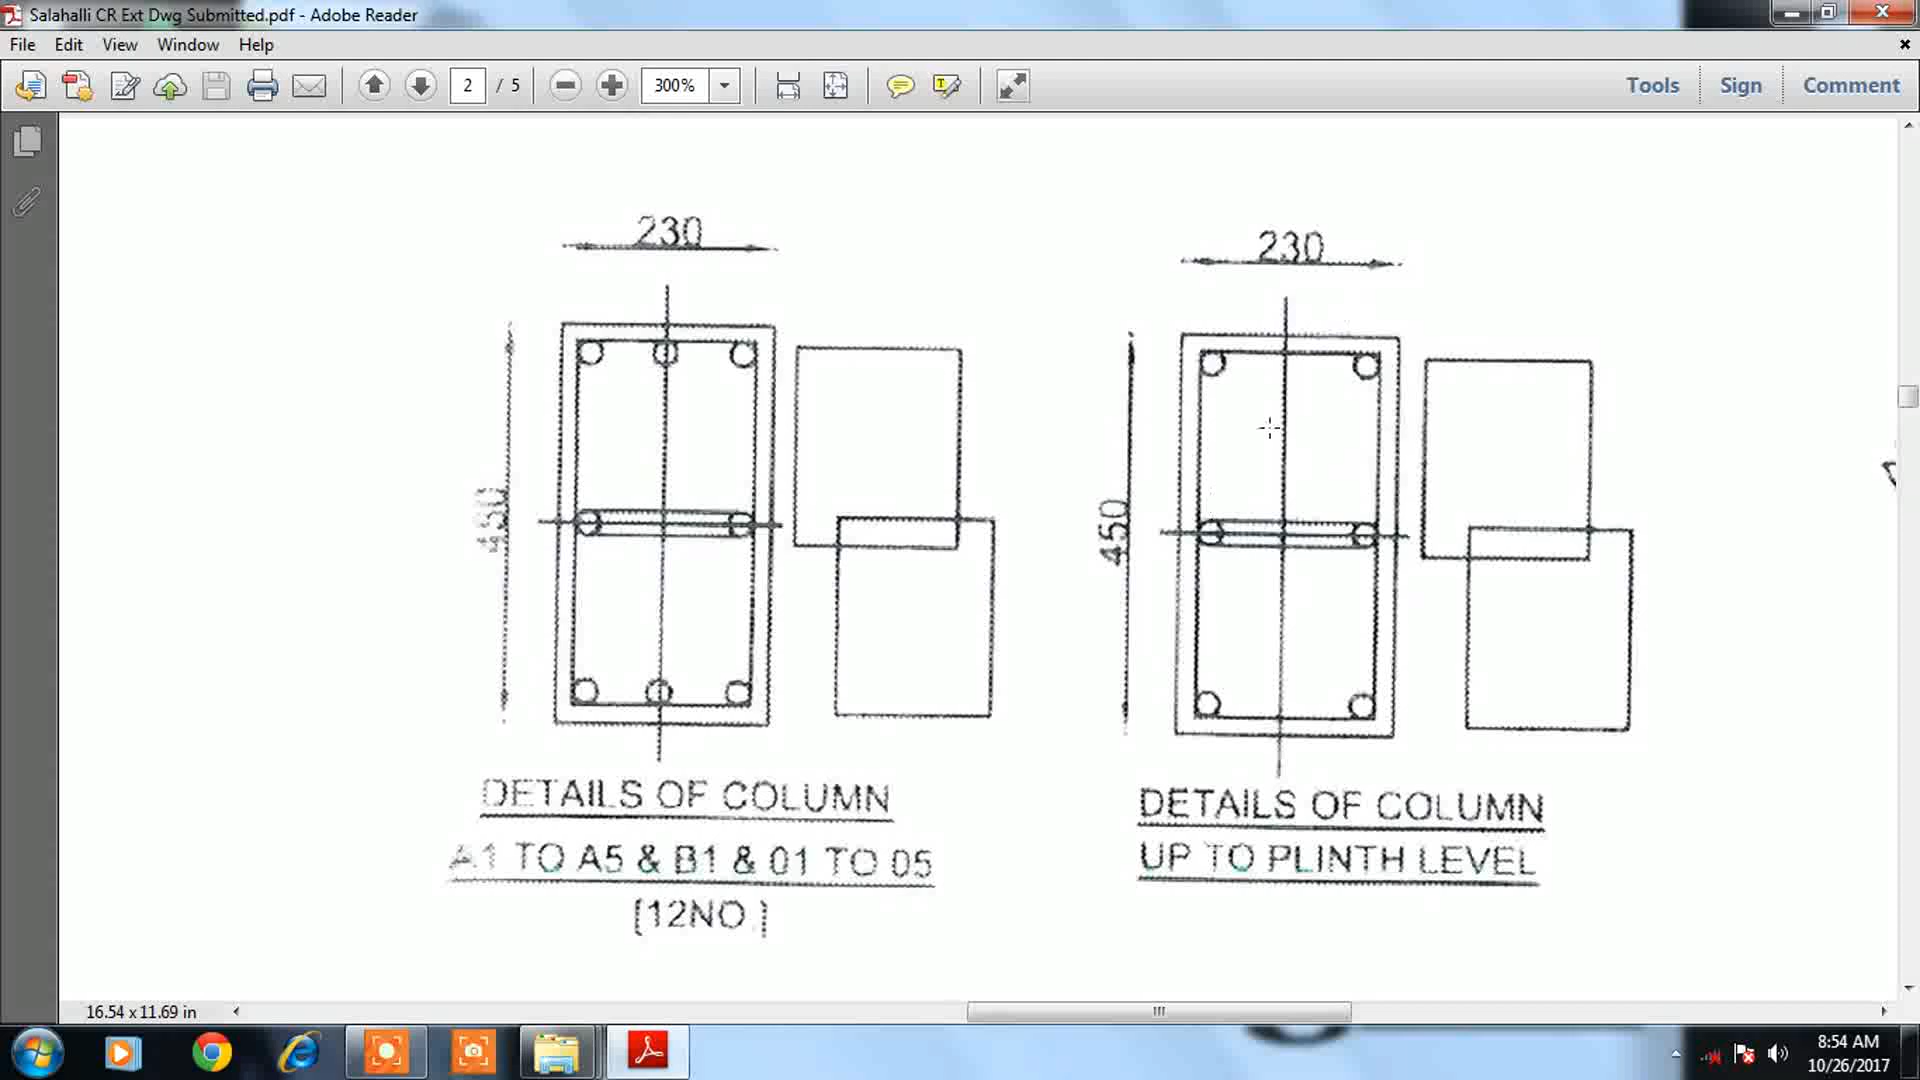 Salahalli CR Ext Dwg Submitted.pdf - Adobe Reader
File Edit View Window Help
2 / 5 300% Tools Sign Comment
230
230
450
450
DETAILS OF COLUMN
A1 TO A5 & B1 & 01 TO 05
[12NO.]
DETAILS OF COLUMN
UP TO PLINTH LEVEL
16.54 x 11.69 in
8:54 AM
10/26/2017